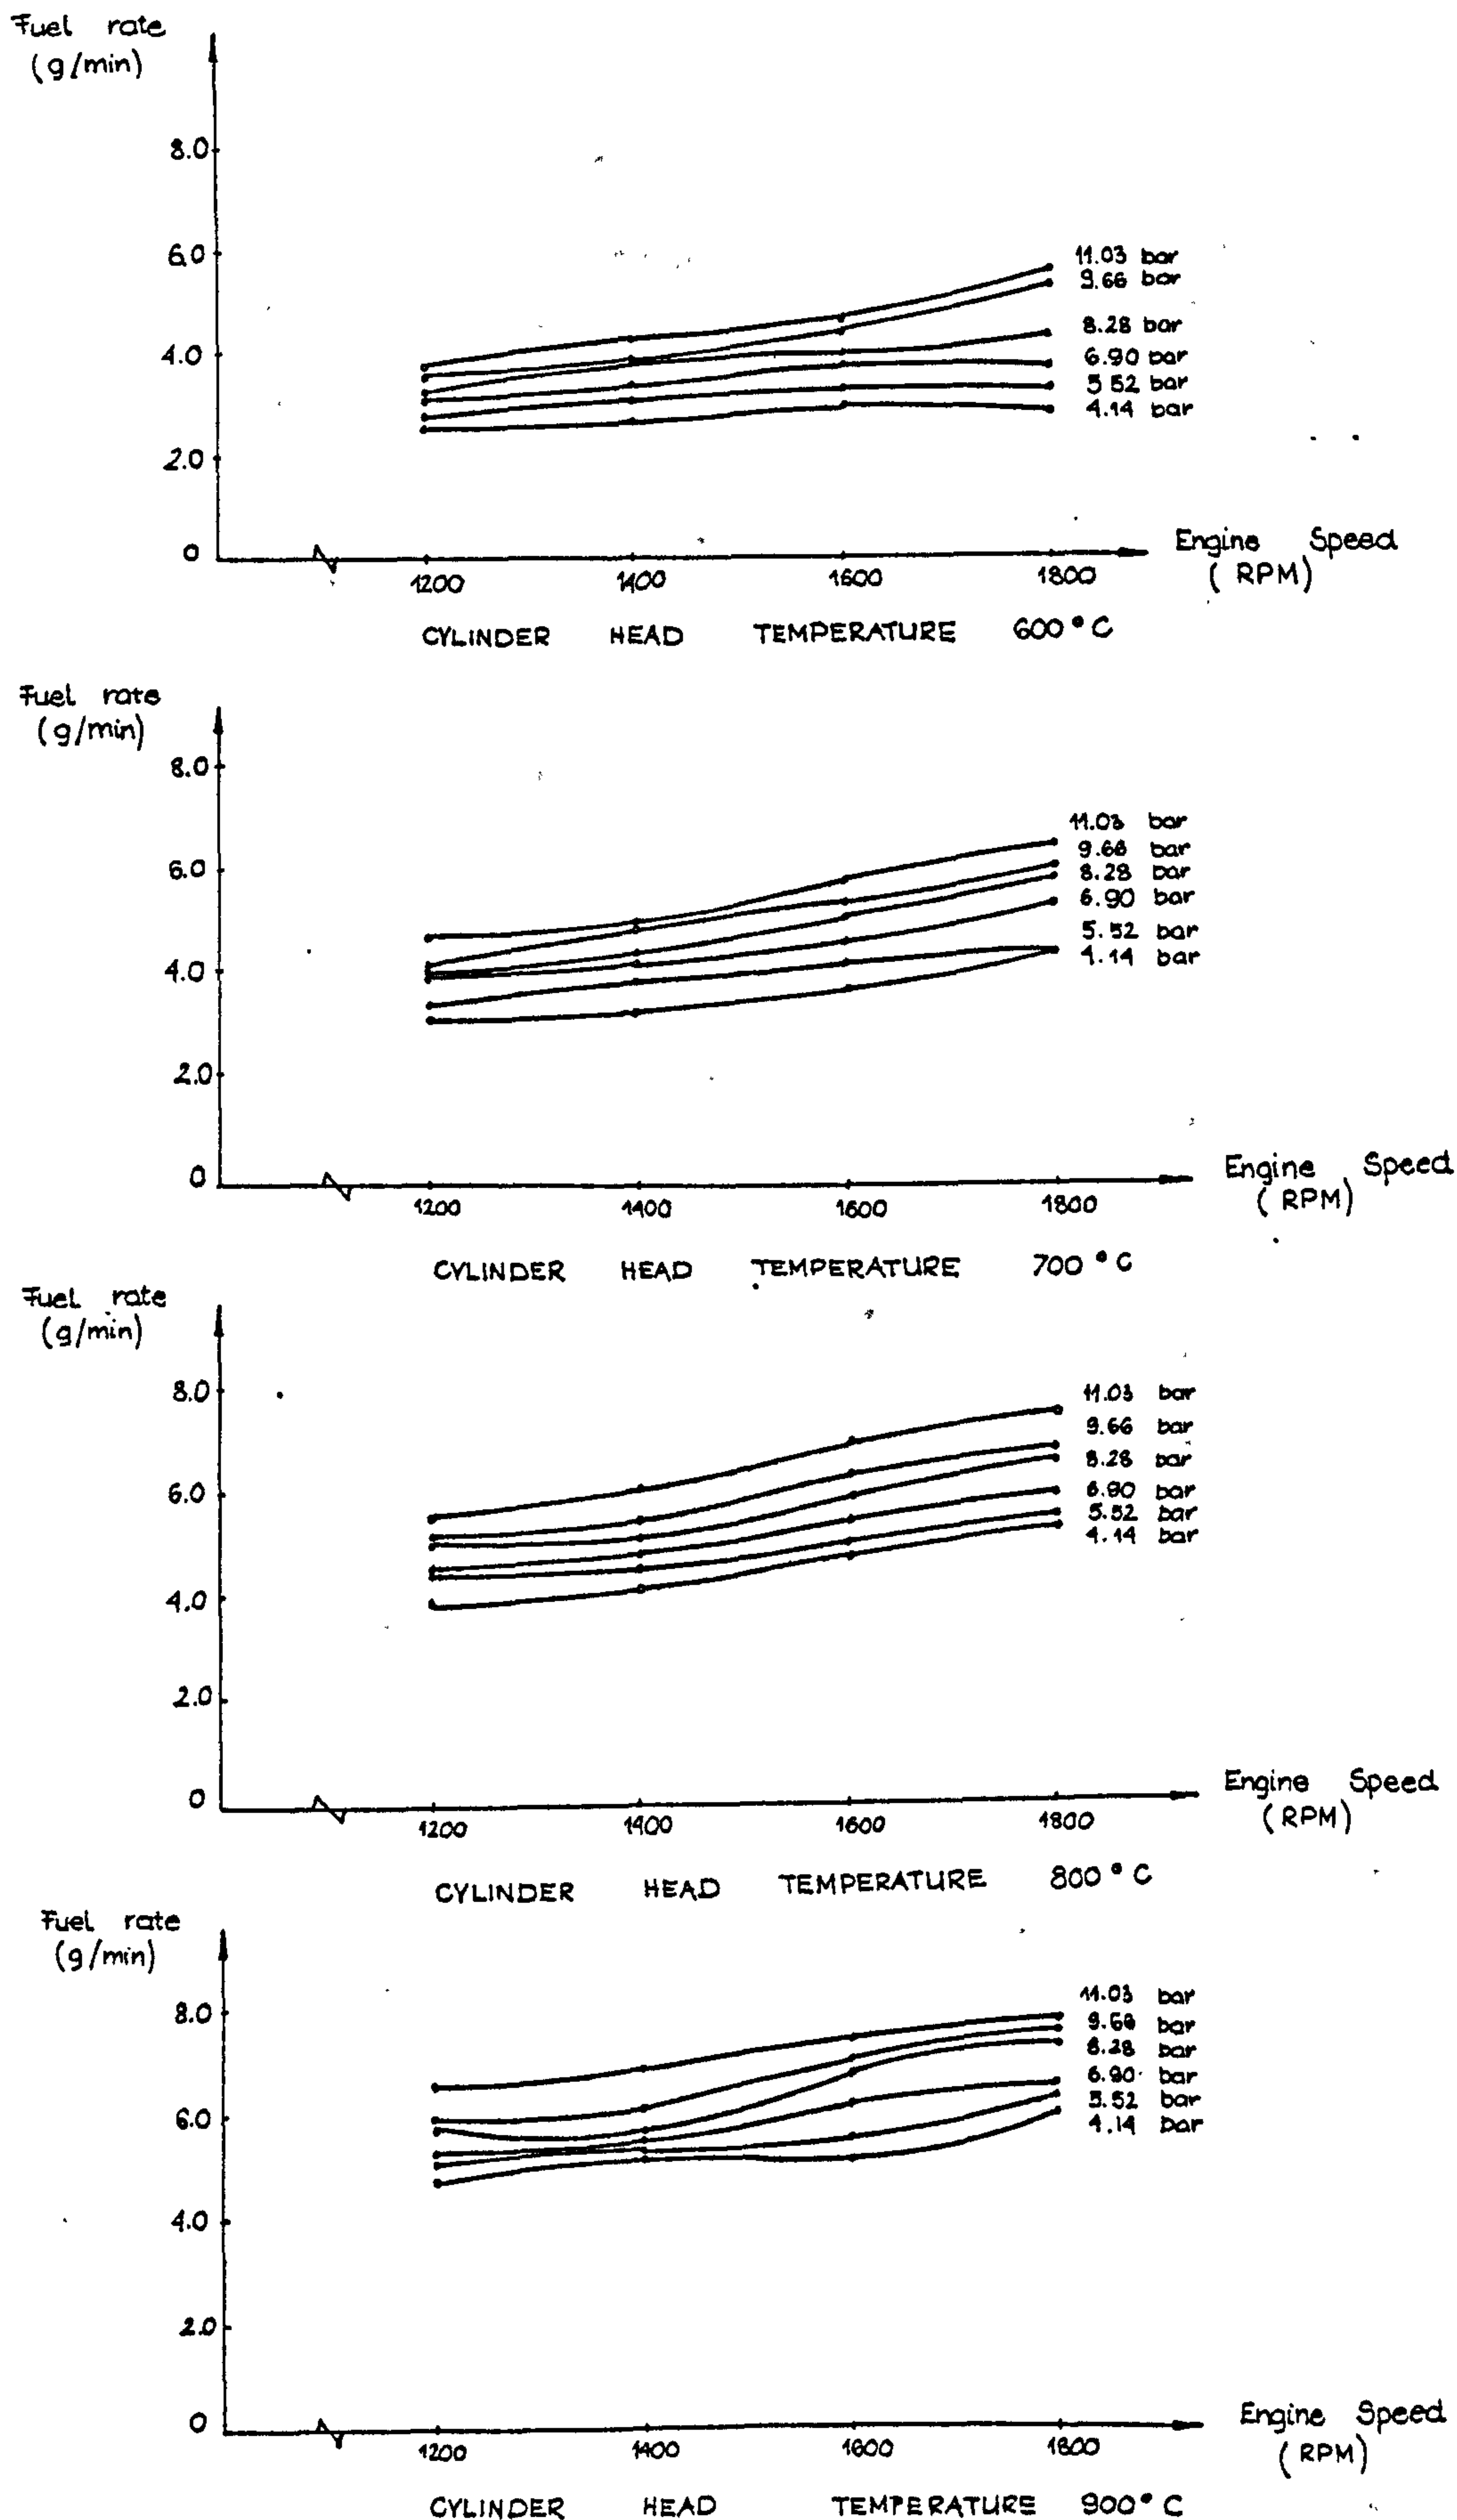 Fuel rate
(g/min)
8.0
6.0
4.0
2.0
0
11.03 bar
9.66 bar
8.28 bar
6.90 bar
5.52 bar
4.14 bar
1200 1400 1600 1800
Engine Speed
(RPM)
CYLINDER HEAD TEMPERATURE 600°C
Fuel rate
(g/min)
8.0
6.0
4.0
2.0
0
11.03 bar
9.66 bar
8.28 bar
6.90 bar
5.52 bar
4.14 bar
1200 1400 1600 1800
Engine Speed
(RPM)
CYLINDER HEAD TEMPERATURE 700°C
Fuel rate
(g/min)
8.0
6.0
4.0
2.0
0
11.03 bar
9.66 bar
8.28 bar
6.90 bar
5.52 bar
4.14 bar
1200 1400 1600 1800
Engine Speed
(RPM)
CYLINDER HEAD TEMPERATURE 800°C
Fuel rate
(g/min)
8.0
6.0
4.0
2.0
0
11.03 bar
9.66 bar
8.28 bar
6.90 bar
5.52 bar
4.14 bar
1200 1400 1600 1800
Engine Speed
(RPM)
CYLINDER HEAD TEMPERATURE 900°C